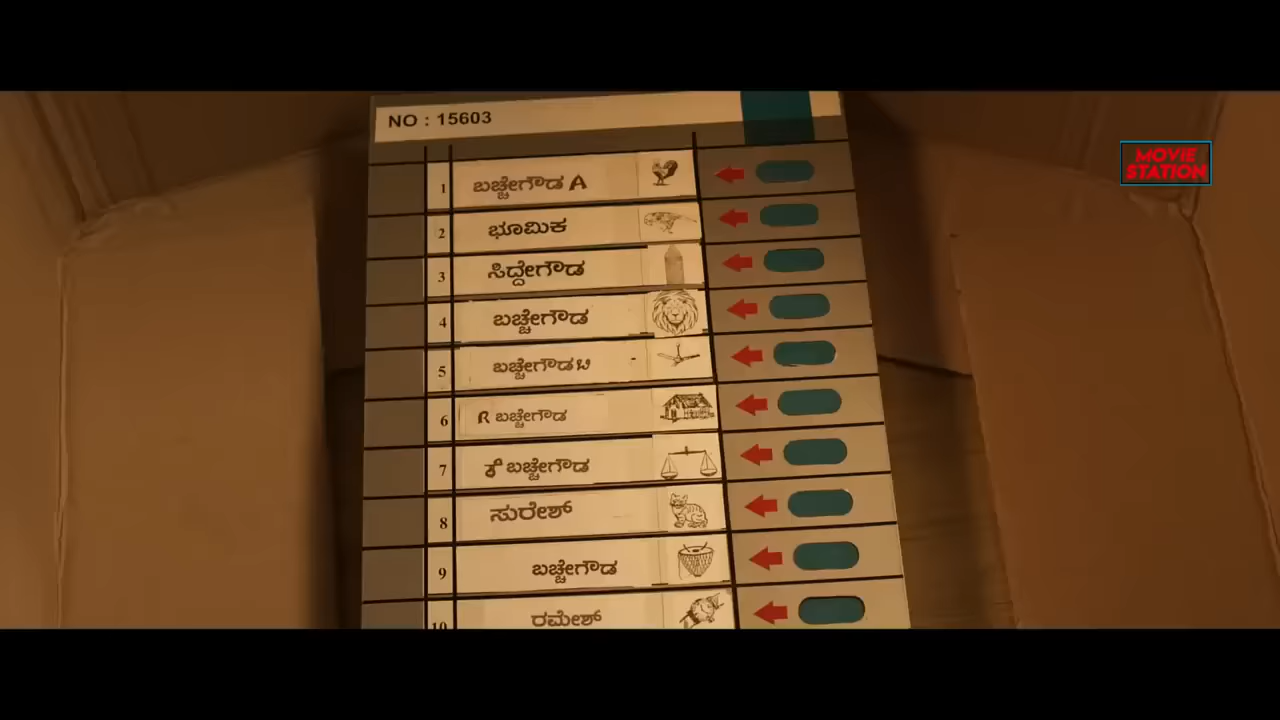 NO : 15603
1 ಬಚ್ಚೇಗೌಡ A
2 ಭೂಮಿಕ
3 ಸಿದ್ದೇಗೌಡ
4 ಬಚ್ಚೇಗೌಡ
5 ಬಚ್ಚೇಗೌಡ ಟಿ
6 R ಬಚ್ಚೇಗೌಡ
7 ಕೆ ಬಚ್ಚೇಗೌಡ
8 ಸುರೇಶ್
9 ಬಚ್ಚೇಗೌಡ
10 ರಮೇಶ್
MOVIE
STATION